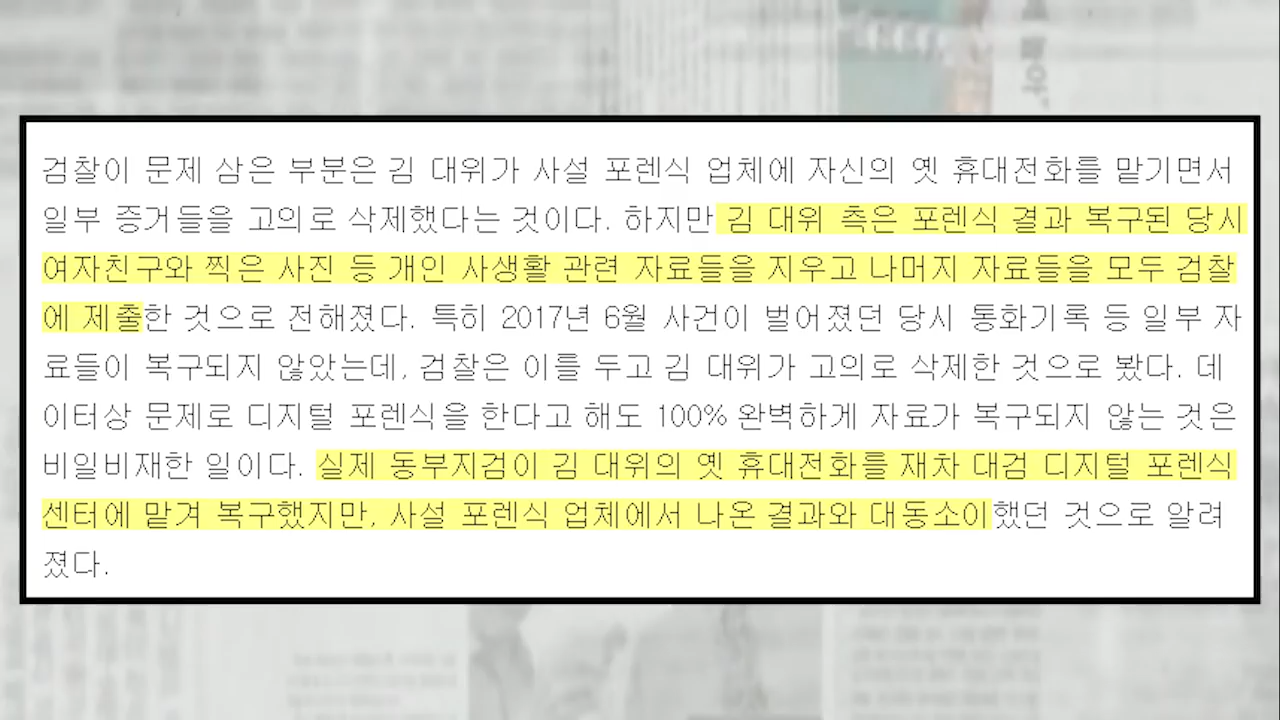 검찰이 문제 삼은 부분은 김 대위가 사설 포렌식 업체에 자신의 옛 휴대전화를 맡기면서
일부 증거들을 고의로 삭제했다는 것이다. 하지만 김 대위 측은 포렌식 결과 복구된 당시
여자친구와 찍은 사진 등 개인 사생활 관련 자료들을 지우고 나머지 자료들을 모두 검찰
에 제출한 것으로 전해졌다. 특히 2017년 6월 사건이 벌어졌던 당시 통화기록 등 일부 자
료들이 복구되지 않았는데, 검찰은 이를 두고 김 대위가 고의로 삭제한 것으로 봤다. 데
이터상 문제로 디지털 포렌식을 한다고 해도 100% 완벽하게 자료가 복구되지 않는 것은
비일비재한 일이다. 실제 동부지검이 김 대위의 옛 휴대전화를 재차 대검 디지털 포렌식
센터에 맡겨 복구했지만, 사설 포렌식 업체에서 나온 결과와 대동소이했던 것으로 알려
졌다.